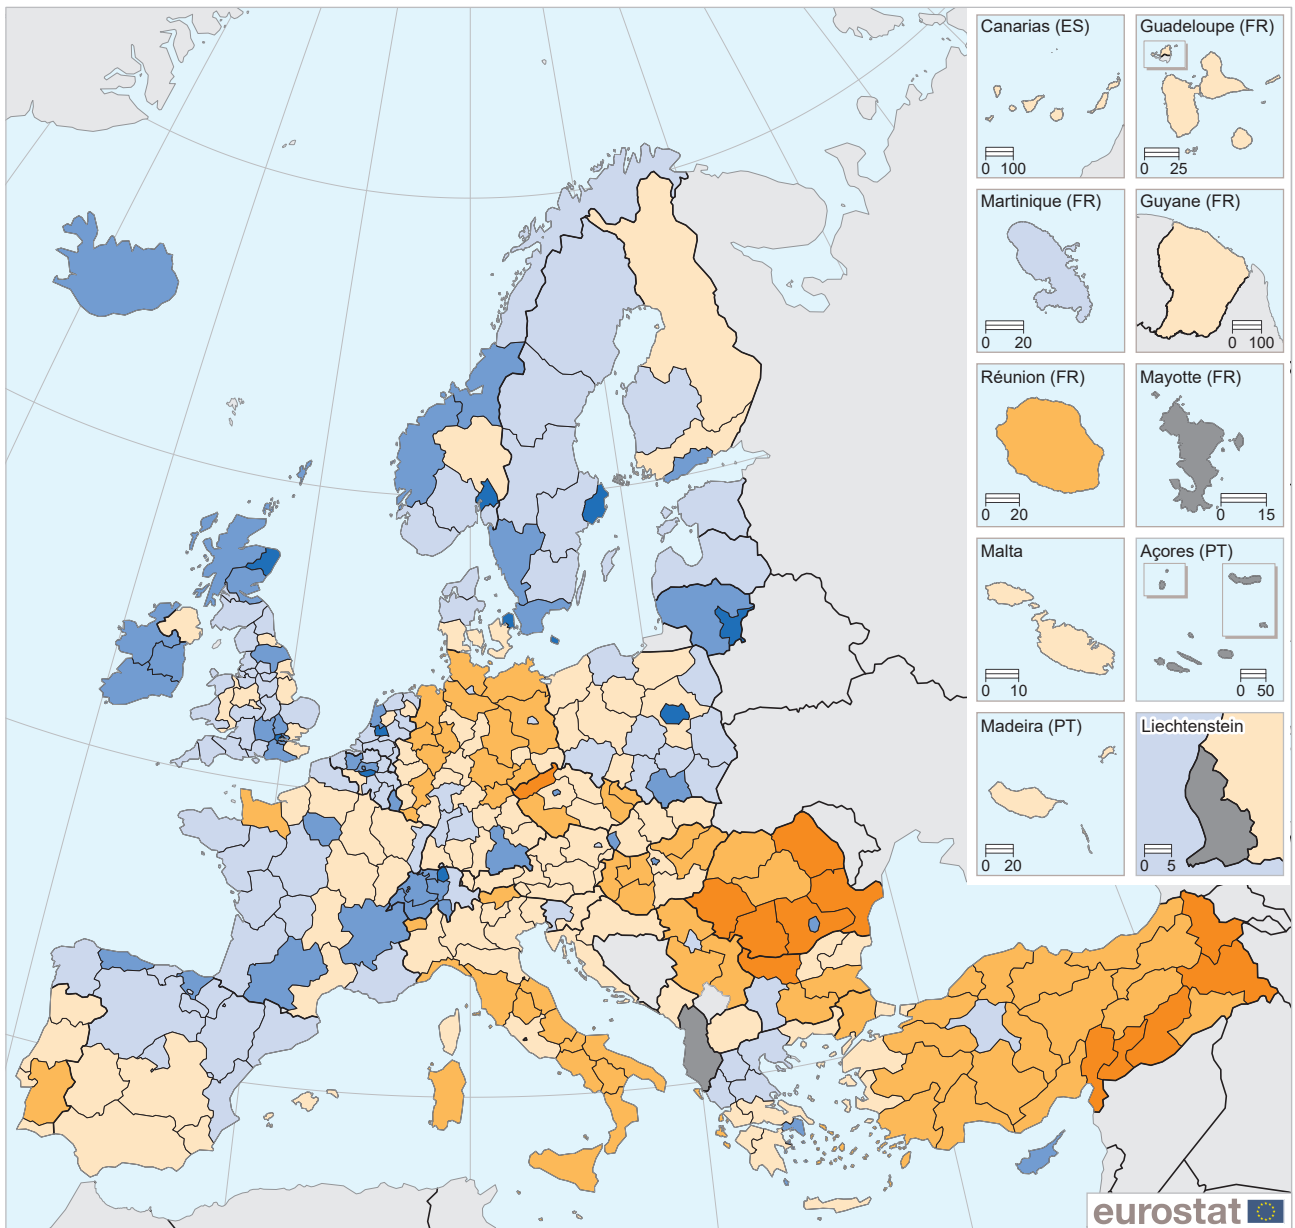 Canarias (ES)
0 100
Guadeloupe (FR)
0 25
Martinique (FR)
0 20
Guyane (FR)
0 100
Réunion (FR)
0 20
Mayotte (FR)
0 15
Malta
0 10
Açores (PT)
0 50
Madeira (PT)
0 20
Liechtenstein
0 5
eurostat